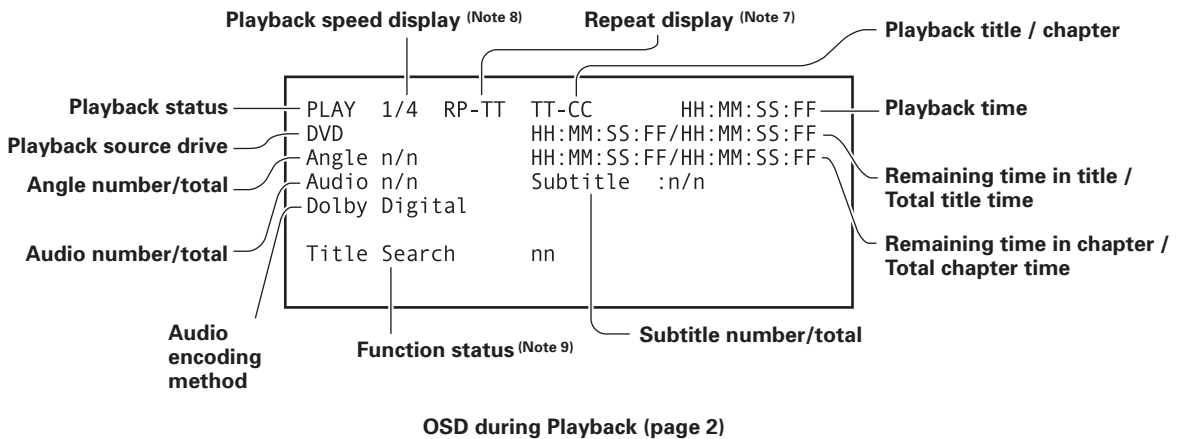 Playback speed display (Note 8)
Repeat display (Note 7)
Playback title / chapter
Playback status
PLAY 1/4 RP-TT TT-CC HH:MM:SS:FF
Playback time
Playback source drive
DVD HH:MM:SS:FF/HH:MM:SS:FF
Angle number/total
Angle n/n HH:MM:SS:FF/HH:MM:SS:FF
Remaining time in title /
Total title time
Audio n/n Subtitle :n/n
Dolby Digital
Audio number/total
Title Search nn
Remaining time in chapter /
Total chapter time
Audio
encoding
method
Function status (Note 9)
Subtitle number/total
OSD during Playback (page 2)